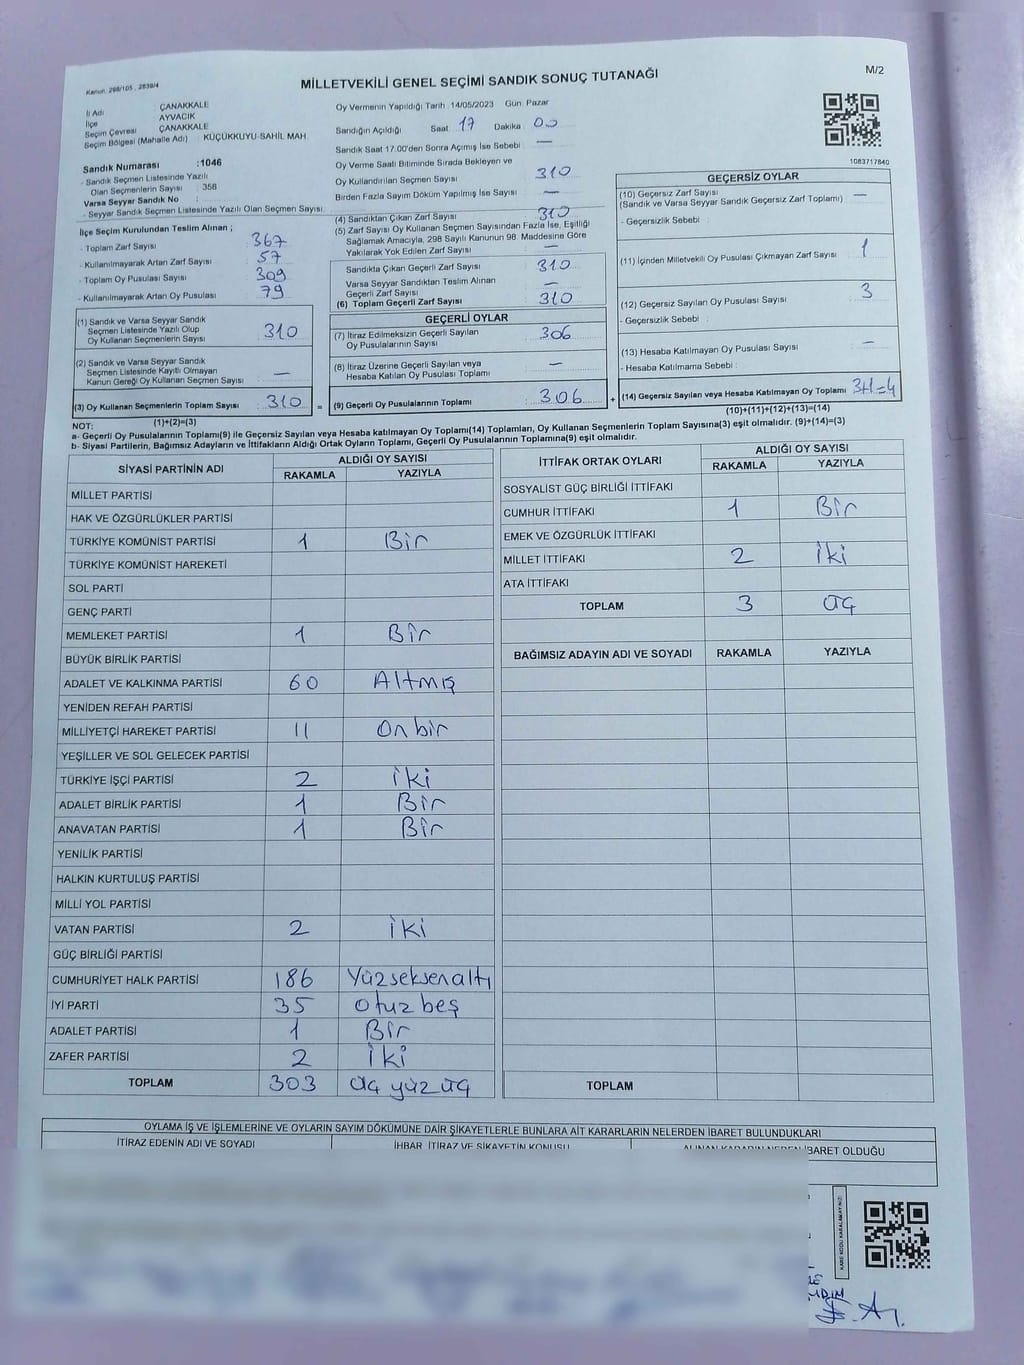 MİLLETVEKİLİ GENEL SEÇİMİ SANDIK SONUÇ TUTANAĞI
M/2
Kanun. 298/105 , 2839/4
İl Adı ÇANAKKALE
İlçe AYVACIK
Seçim Çevresi ÇANAKKALE
Seçim Bölgesi (Mahalle Adı) : KÜÇÜKKUYU-SAHİL MAH.
Sandık Numarası :1046
- Sandık Seçmen Listesinde Yazılı
Olan Seçmenlerin Sayısı : 358
Varsa Seyyar Sandık No :
- Seyyar Sandık Seçmen Listesinde Yazılı Olan Seçmen Sayısı:
İlçe Seçim Kurulundan Teslim Alınan ;
- Toplam Zarf Sayısı 367
- Kullanılmayarak Artan Zarf Sayısı 57
- Toplam Oy Pusulası Sayısı 309
- Kullanılmayarak Artan Oy Pusulası 79
(1) Sandık ve Varsa Seyyar Sandık
Seçmen Listesinde Yazılı Olup
Oy Kullanan Seçmenlerin Sayısı 310
(2) Sandık ve Varsa Seyyar Sandık
Seçmen Listesinde Kayıtlı Olmayan
Kanun Gereği Oy Kullanan Seçmen Sayısı —
(3) Oy Kullanan Seçmenlerin Toplam Sayısı 310 =
(1)+(2)=(3)
Oy Vermenin Yapıldığı Tarih :14/05/2023 Gün: Pazar
Sandığın Açıldığı Saat 17 Dakika 00
Sandık Saat 17.00'den Sonra Açımış İse Sebebi : —
Oy Verme Saati Bitiminde Sırada Bekleyen ve
Oy Kullandırılan Seçmen Sayısı 310
Birden Fazla Sayım Döküm Yapılmış İse Sayısı —
(4) Sandıktan Çıkan Zarf Sayısı 310
(5) Zarf Sayısı Oy Kullanan Seçmen Sayısından Fazla İse, Eşitliği
Sağlamak Amacıyla, 298 Sayılı Kanunun 98. Maddesine Göre
Yakılarak Yok Edilen Zarf Sayısı —
Sandıkta Çıkan Geçerli Zarf Sayısı 310
Varsa Seyyar Sandıktan Teslim Alınan
Geçerli Zarf Sayısı —
(6) Toplam Geçerli Zarf Sayısı 310
GEÇERLİ OYLAR
(7) İtiraz Edilmeksizin Geçerli Sayılan
Oy Pusulalarının Sayısı 306
(8) İtiraz Üzerine Geçerli Sayılan veya
Hesaba Katılan Oy Pusulası Toplamı —
(9) Geçerli Oy Pusulalarının Toplamı 306 +
1083717840
GEÇERSİZ OYLAR
(10) Geçersiz Zarf Sayısı —
(Sandık ve Varsa Seyyar Sandık Geçersiz Zarf Toplamı)
- Geçersizlik Sebebi :
(11) İçinden Milletvekili Oy Pusulası Çıkmayan Zarf Sayısı 1
(12) Geçersiz Sayılan Oy Pusulası Sayısı 3
- Geçersizlik Sebebi :
(13) Hesaba Katılmayan Oy Pusulası Sayısı —
- Hesaba Katılmama Sebebi :
(14) Geçersiz Sayılan veya Hesaba Katılmayan Oy Toplamı 3+1=4
(10)+(11)+(12)+(13)=(14)
NOT:
a- Geçerli Oy Pusulalarının Toplamı(9) ile Geçersiz Sayılan veya Hesaba katılmayan Oy Toplamı(14) Toplamları, Oy Kullanan Seçmenlerin Toplam Sayısına(3) eşit olmalıdır. (9)+(14)=(3)
b- Siyasi Partilerin, Bağımsız Adayların ve İttifakların Aldığı Ortak Oyların Toplamı, Geçerli Oy Pusulalarının Toplamına(9) eşit olmalıdır.
SİYASİ PARTİNİN ADI ALDIĞI OY SAYISI
RAKAMLA YAZIYLA
MİLLET PARTİSİ
HAK VE ÖZGÜRLÜKLER PARTİSİ
TÜRKİYE KOMÜNİST PARTİSİ 1 Bir
TÜRKİYE KOMÜNİST HAREKETİ
SOL PARTİ
GENÇ PARTİ
MEMLEKET PARTİSİ 1 Bir
BÜYÜK BİRLİK PARTİSİ
ADALET VE KALKINMA PARTİSİ 60 Altmış
YENİDEN REFAH PARTİSİ
MİLLİYETÇİ HAREKET PARTİSİ 11 On bir
YEŞİLLER VE SOL GELECEK PARTİSİ
TÜRKİYE İŞÇİ PARTİSİ 2 iki
ADALET BİRLİK PARTİSİ 1 Bir
ANAVATAN PARTİSİ 1 Bir
YENİLİK PARTİSİ
HALKIN KURTULUŞ PARTİSİ
MİLLİ YOL PARTİSİ
VATAN PARTİSİ 2 iki
GÜÇ BİRLİĞİ PARTİSİ
CUMHURİYET HALK PARTİSİ 186 Yüzseksenaltı
İYİ PARTİ 35 otuz beş
ADALET PARTİSİ 1 Bir
ZAFER PARTİSİ 2 iki
TOPLAM 303 üç yüz üç
İTTİFAK ORTAK OYLARI ALDIĞI OY SAYISI
RAKAMLA YAZIYLA
SOSYALİST GÜÇ BİRLİĞİ İTTİFAKI
CUMHUR İTTİFAKI 1 Bir
EMEK VE ÖZGÜRLÜK İTTİFAKI
MİLLET İTTİFAKI 2 iki
ATA İTTİFAKI
TOPLAM 3 üç
BAĞIMSIZ ADAYIN ADI VE SOYADI RAKAMLA YAZIYLA
TOPLAM
OYLAMA İŞ VE İŞLEMLERİNE VE OYLARIN SAYIM DÖKÜMÜNE DAİR ŞİKAYETLERLE BUNLARA AİT KARARLARIN NELERDEN İBARET BULUNDUKLARI
İTİRAZ EDENİN ADI VE SOYADI İHBAR, İTİRAZ VE ŞİKAYETİN KONUSU ALINAN KARARIN NEDEN İBARET OLDUĞU